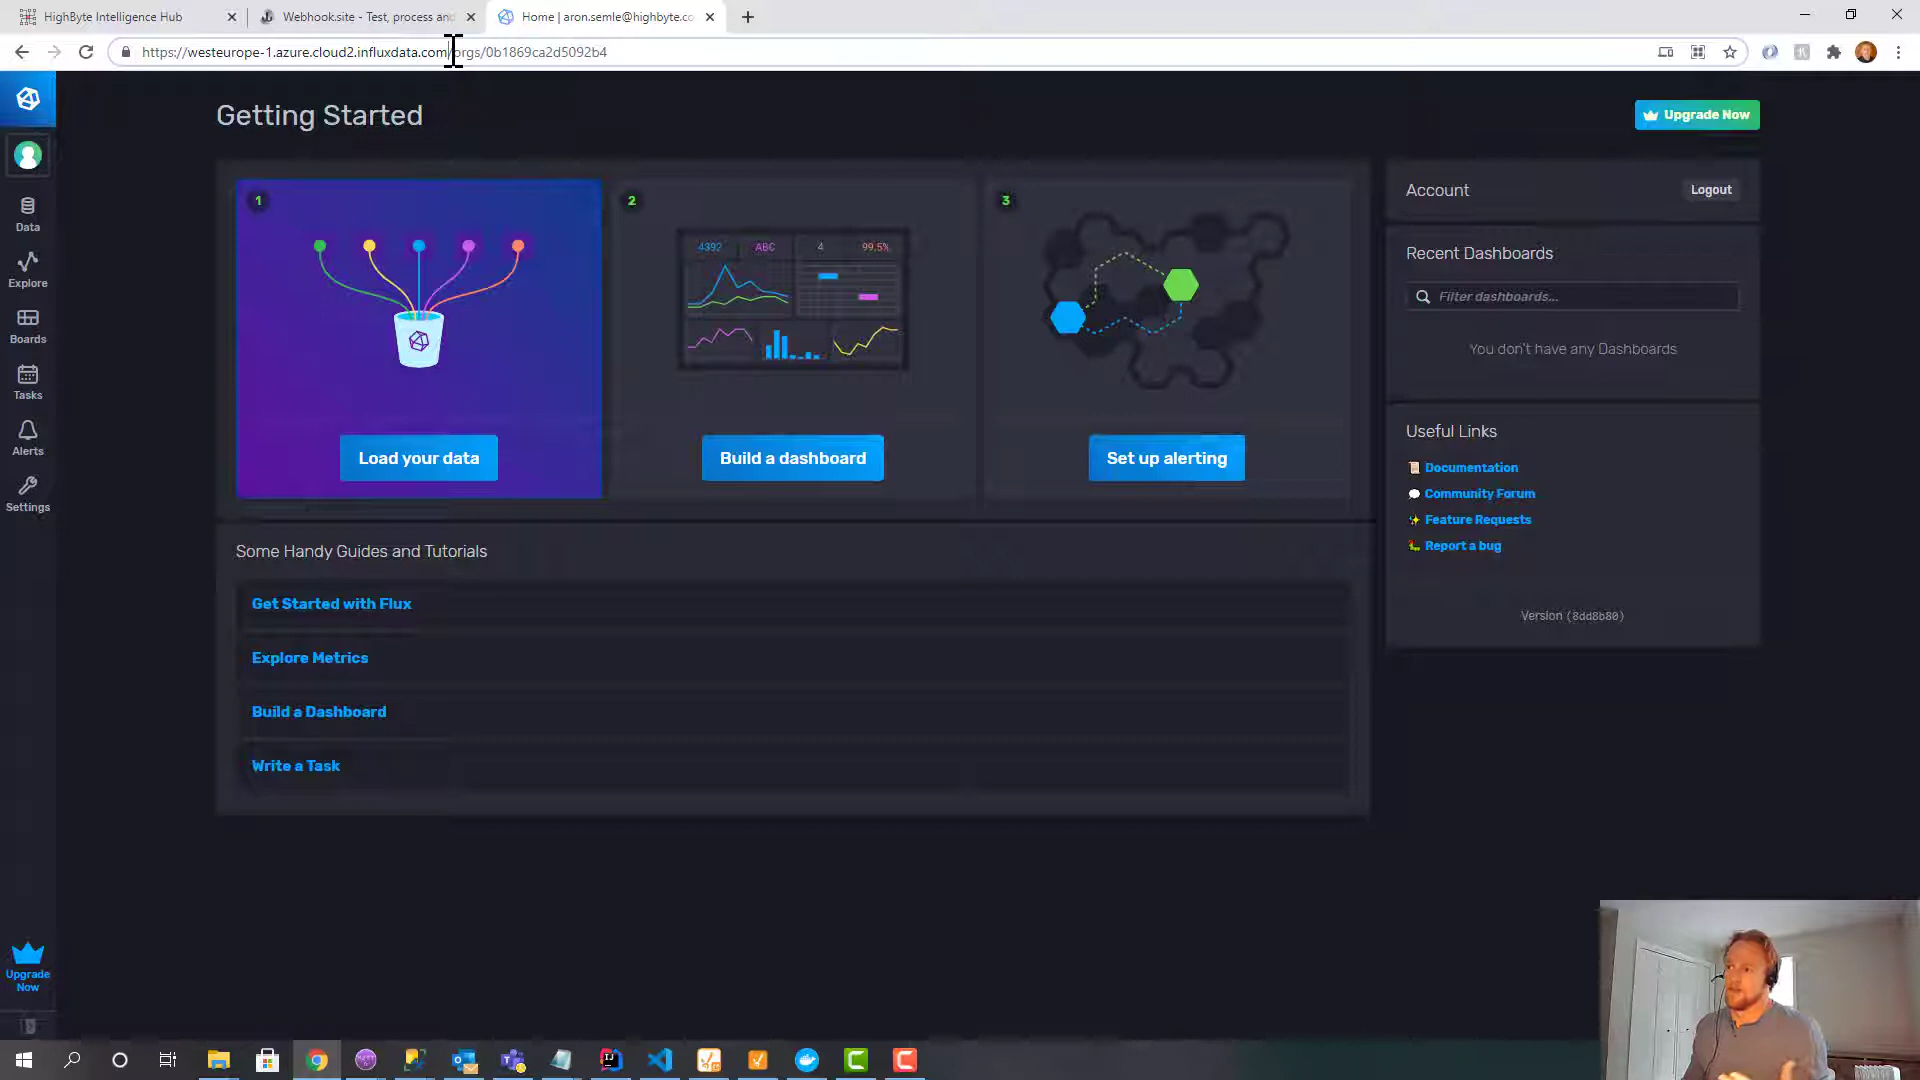 HighByte Intelligence Hub
Webhook.site - Test, process and
Home | aron.semle@highbyte.co
https://westeurope-1.azure.cloud2.influxdata.com/orgs/0b1869ca2d5092b4
Getting Started
Upgrade Now
Data
Explore
Boards
Tasks
Alerts
Settings
Upgrade
Now
1
Load your data
2
4392 ABC 4 99.5%
Build a dashboard
3
Set up alerting
Account
Logout
Recent Dashboards
Filter dashboards...
You don't have any Dashboards
Useful Links
Documentation
Community Forum
Feature Requests
Report a bug
Version (8dd8b80)
Some Handy Guides and Tutorials
Get Started with Flux
Explore Metrics
Build a Dashboard
Write a Task